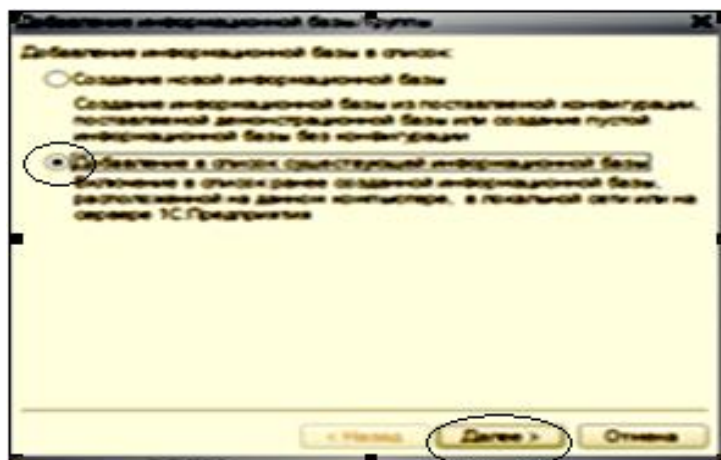 Добавление информационной базы/группы
Добавление информационной базы в список:
Создание новой информационной базы
Создание информационной базы из поставляемой конфигурации,
поставляемой демонстрационной базы или создание пустой
информационной базы без конфигурации
Добавление в список существующей информационной базы
Включение в список ранее созданной информационной базы,
расположенной на данном компьютере, в локальной сети или на
сервере 1С:Предприятия
< Назад Далее > Отмена